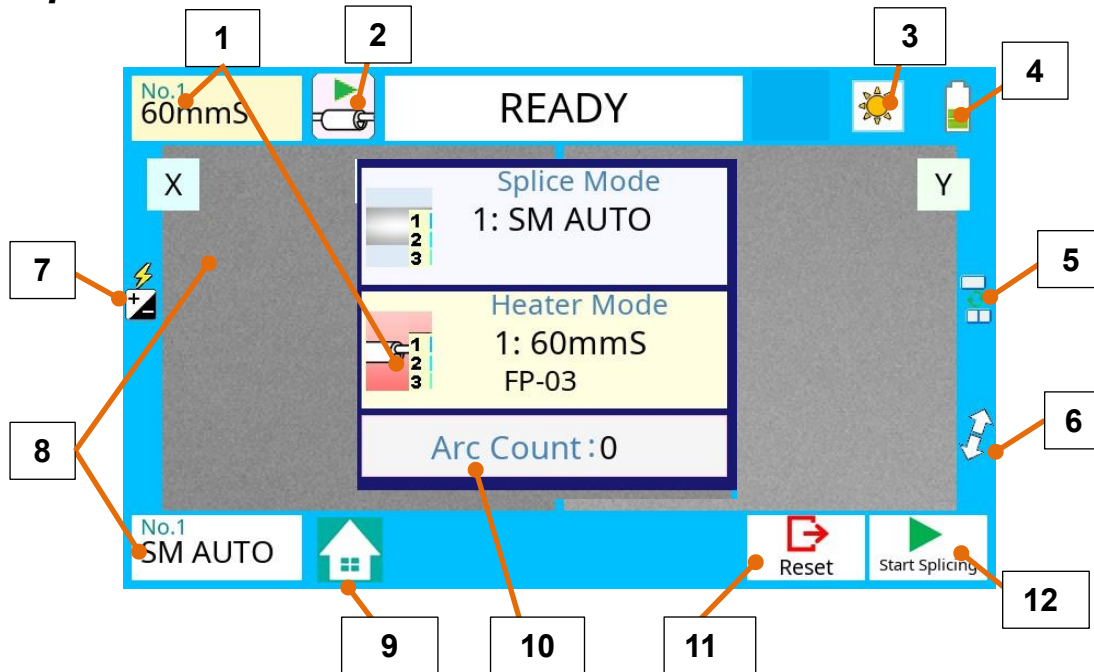 1
2
3
4
No.1
60mmS
READY
X
Y
Splice Mode
1: SM AUTO
1
2
3
7
+
−
5
Heater Mode
1: 60mmS
FP-03
1
2
3
6
8
Arc Count:0
No.1
SM AUTO
Reset
Start Splicing
12
9
10
11